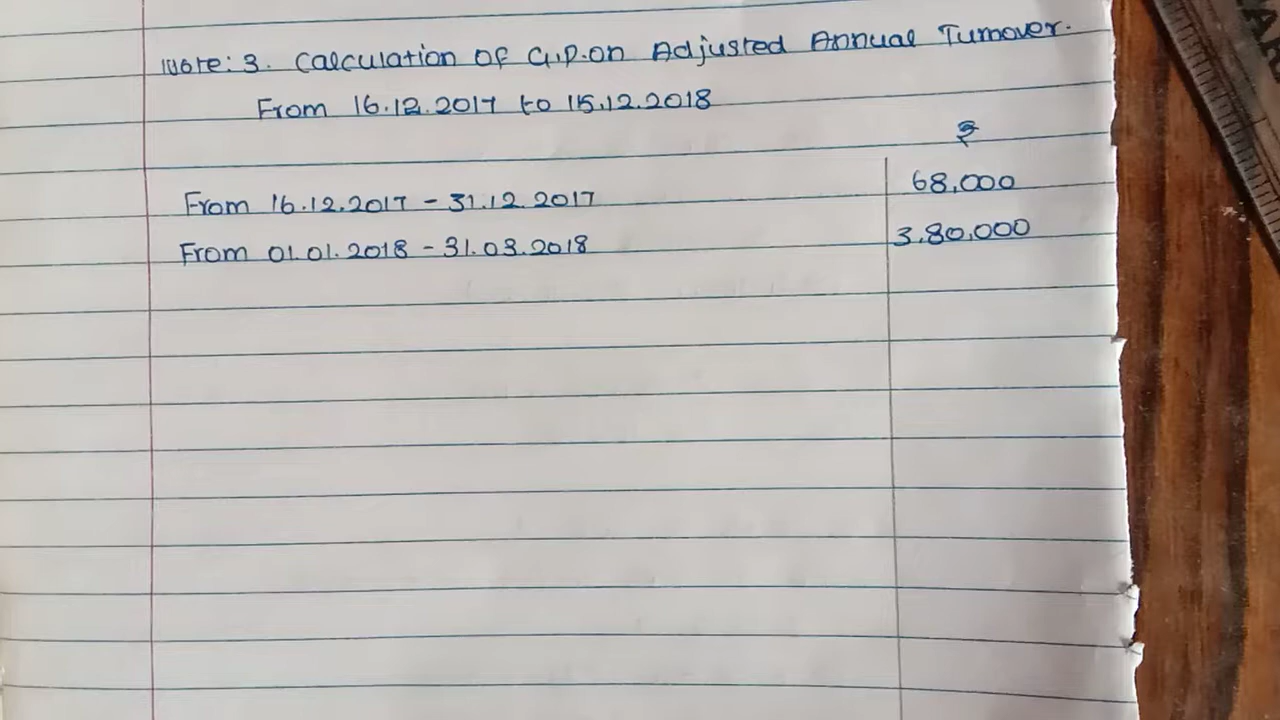 Note: 3. Calculation of G.P. on Adjusted Annual Turnover.
From 16.12.2017 to 15.12.2018
₹
From 16.12.2017 - 31.12.2017 68,000
From 01.01.2018 - 31.03.2018 3,80,000